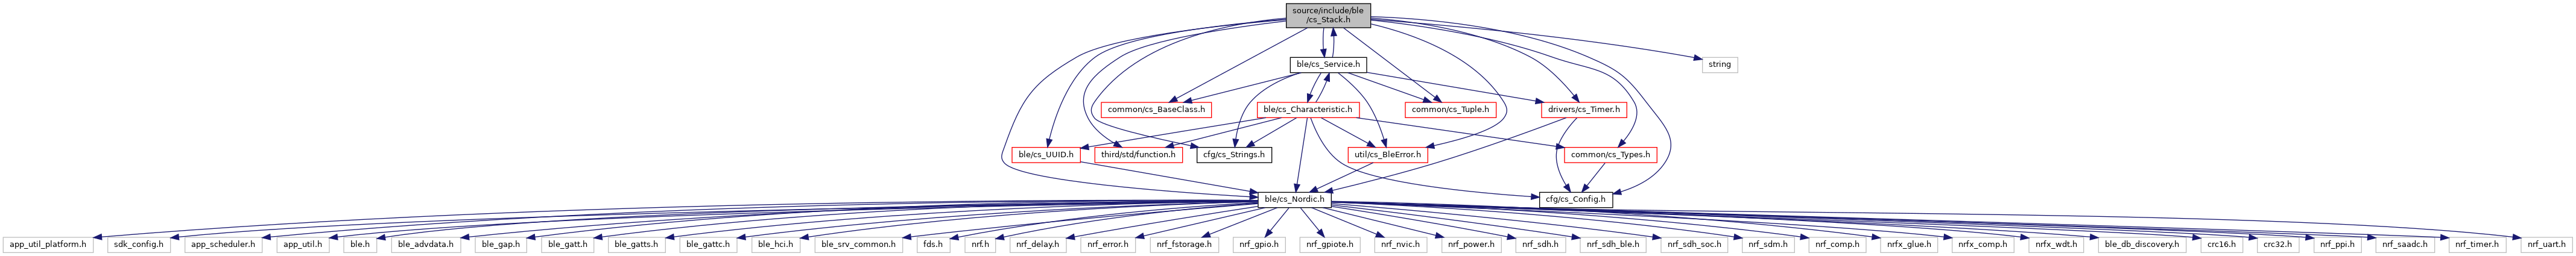 source/include/ble
/cs_Stack.h
ble/cs_Service.h
string
common/cs_BaseClass.h
ble/cs_Characteristic.h
common/cs_Tuple.h
drivers/cs_Timer.h
ble/cs_UUID.h
third/std/function.h
cfg/cs_Strings.h
util/cs_BleError.h
common/cs_Types.h
ble/cs_Nordic.h
cfg/cs_Config.h
app_util_platform.h
sdk_config.h
app_scheduler.h
app_util.h
ble.h
ble_advdata.h
ble_gap.h
ble_gatt.h
ble_gatts.h
ble_gattc.h
ble_hci.h
ble_srv_common.h
fds.h
nrf.h
nrf_delay.h
nrf_error.h
nrf_fstorage.h
nrf_gpio.h
nrf_gpiote.h
nrf_nvic.h
nrf_power.h
nrf_sdh.h
nrf_sdh_ble.h
nrf_sdh_soc.h
nrf_sdm.h
nrf_comp.h
nrfx_glue.h
nrfx_comp.h
nrfx_wdt.h
ble_db_discovery.h
crc16.h
crc32.h
nrf_ppi.h
nrf_saadc.h
nrf_timer.h
nrf_uart.h